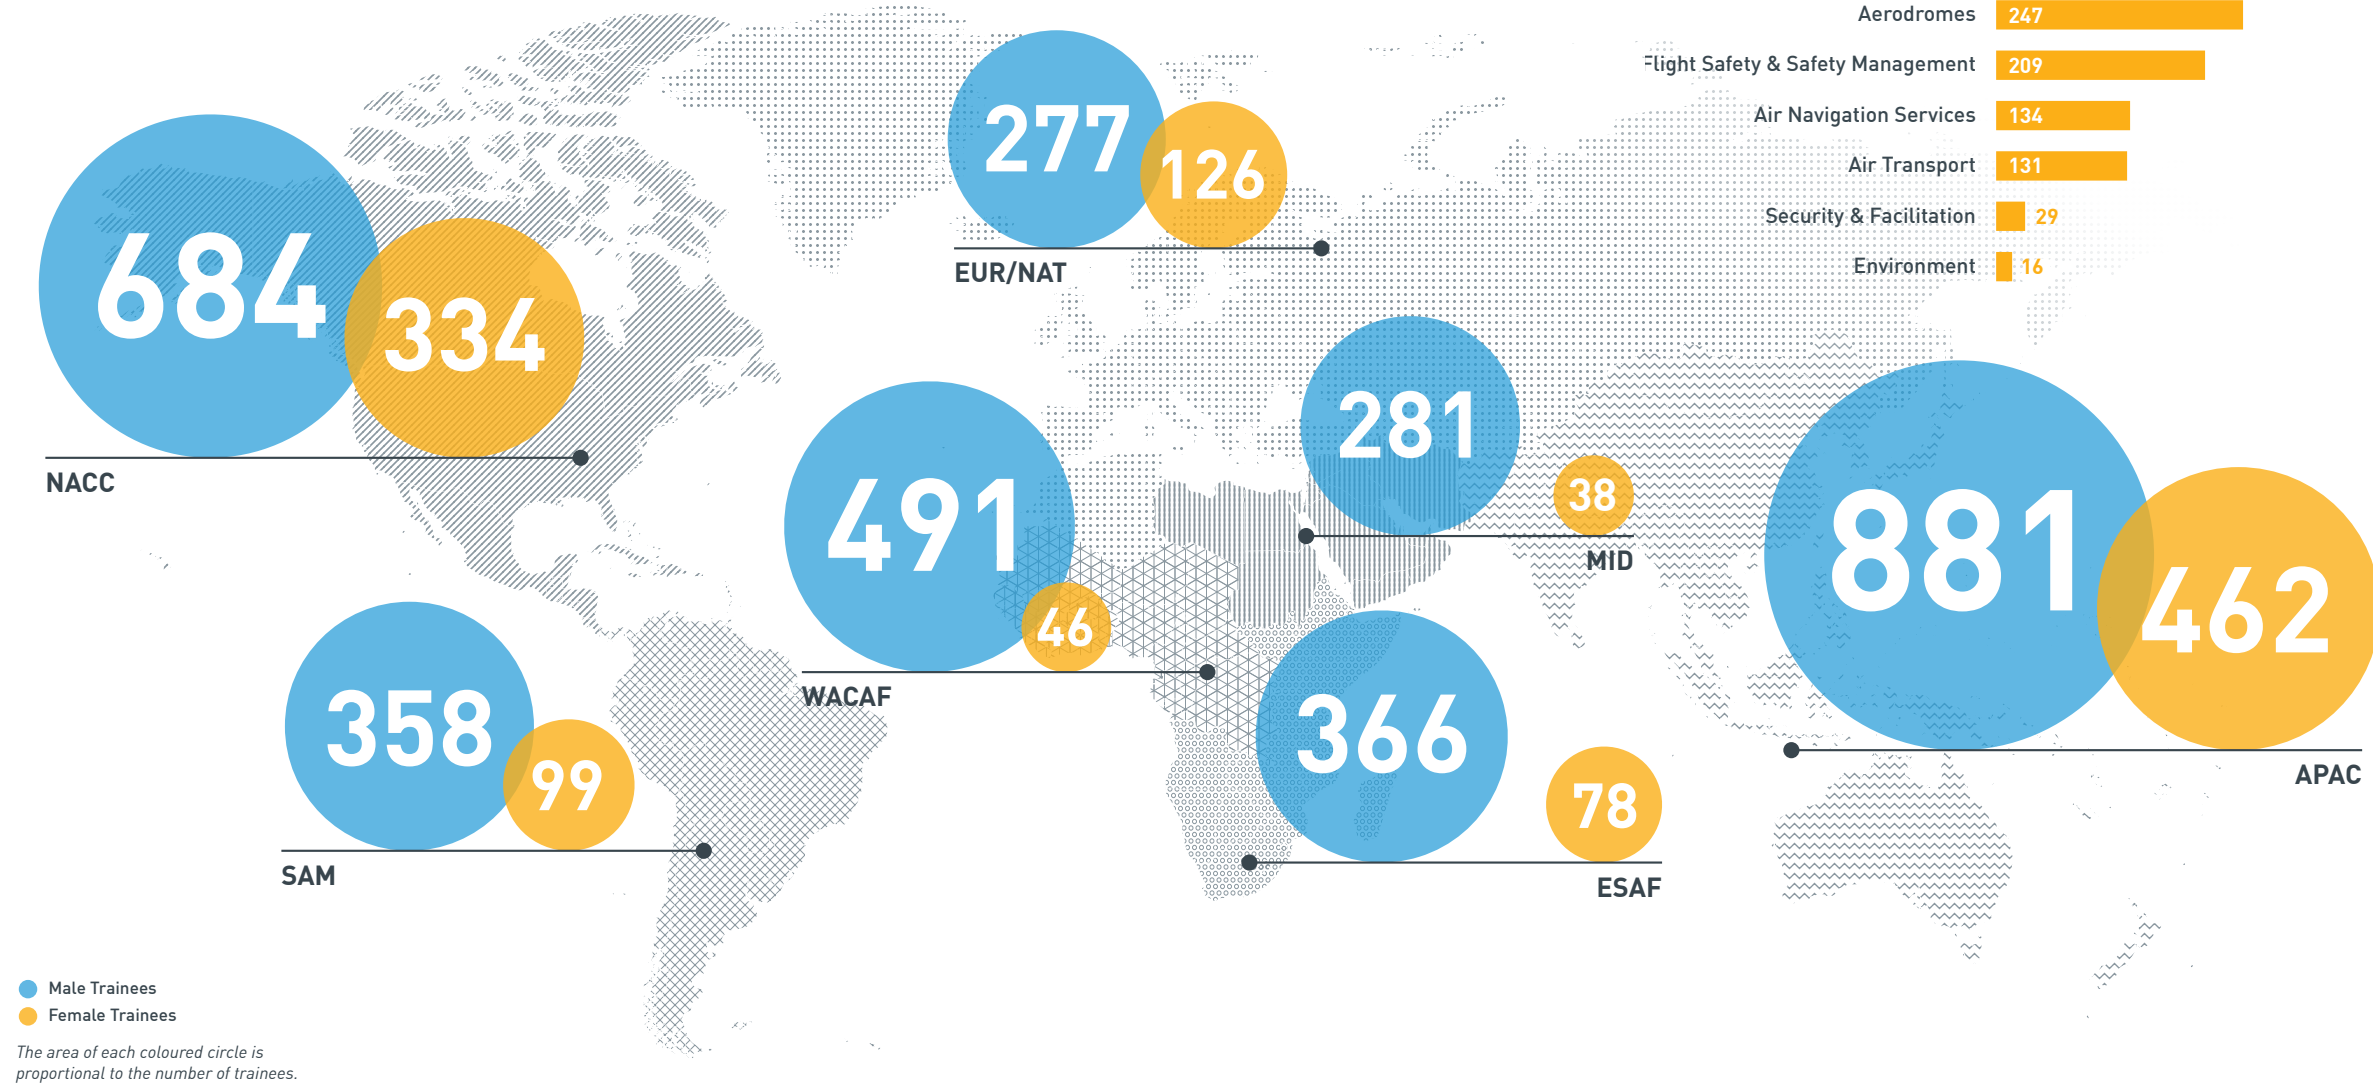 Aerodromes 247
Flight Safety & Safety Management 209
Air Navigation Services 134
Air Transport 131
Security & Facilitation 29
Environment 16
277
126
EUR/NAT
684
334
NACC
281
38
MID
491
46
WACAF
881
462
APAC
358
99
SAM
366
78
ESAF
Male Trainees
Female Trainees
The area of each coloured circle is
proportional to the number of trainees.